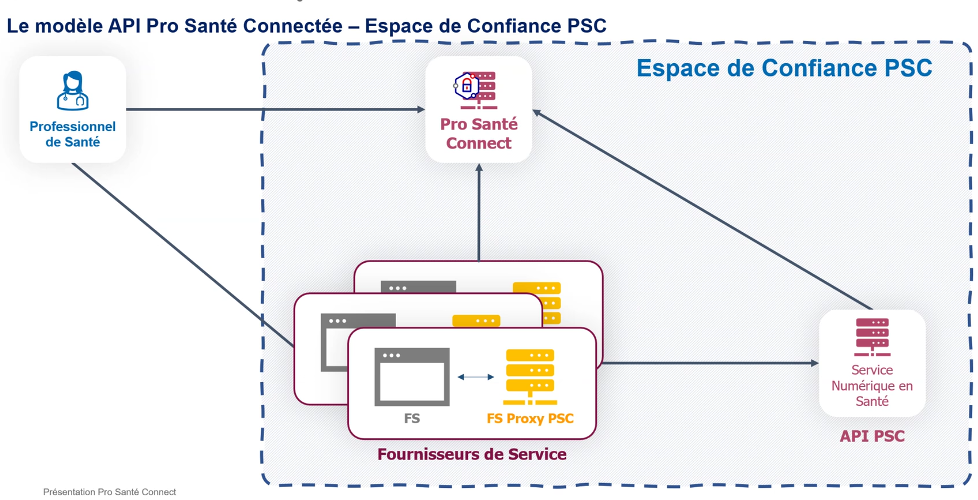 Le modèle API Pro Santé Connectée – Espace de Confiance PSC
Espace de Confiance PSC
Professionnel
de Santé
Pro Santé
Connect
FS
FS Proxy PSC
Fournisseurs de Service
Service
Numérique en
Santé
API PSC
Présentation Pro Santé Connect